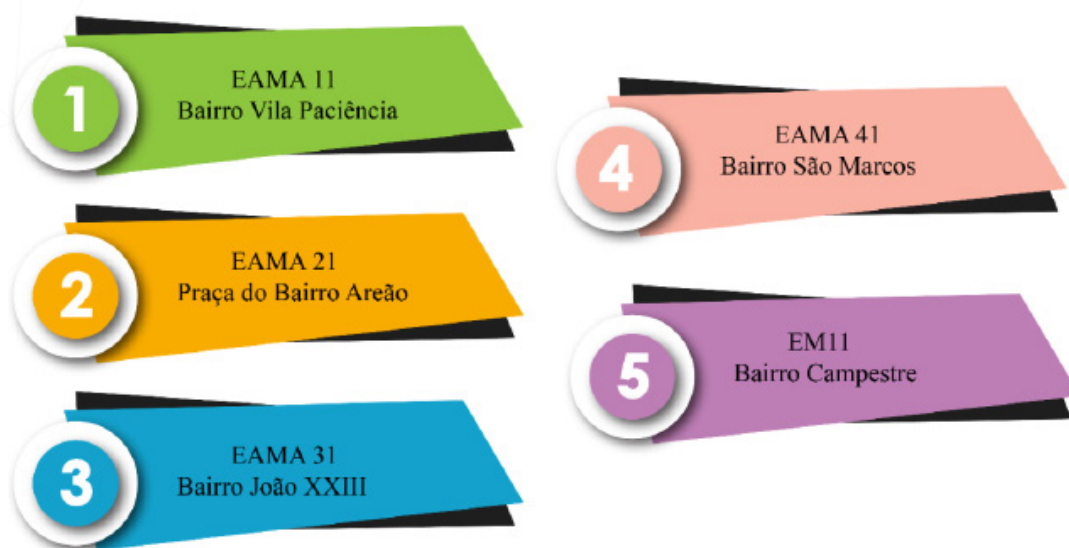 1
EAMA 11
Bairro Vila Paciência
2
EAMA 21
Praça do Bairro Areão
3
EAMA 31
Bairro João XXIII
4
EAMA 41
Bairro São Marcos
5
EM11
Bairro Campestre